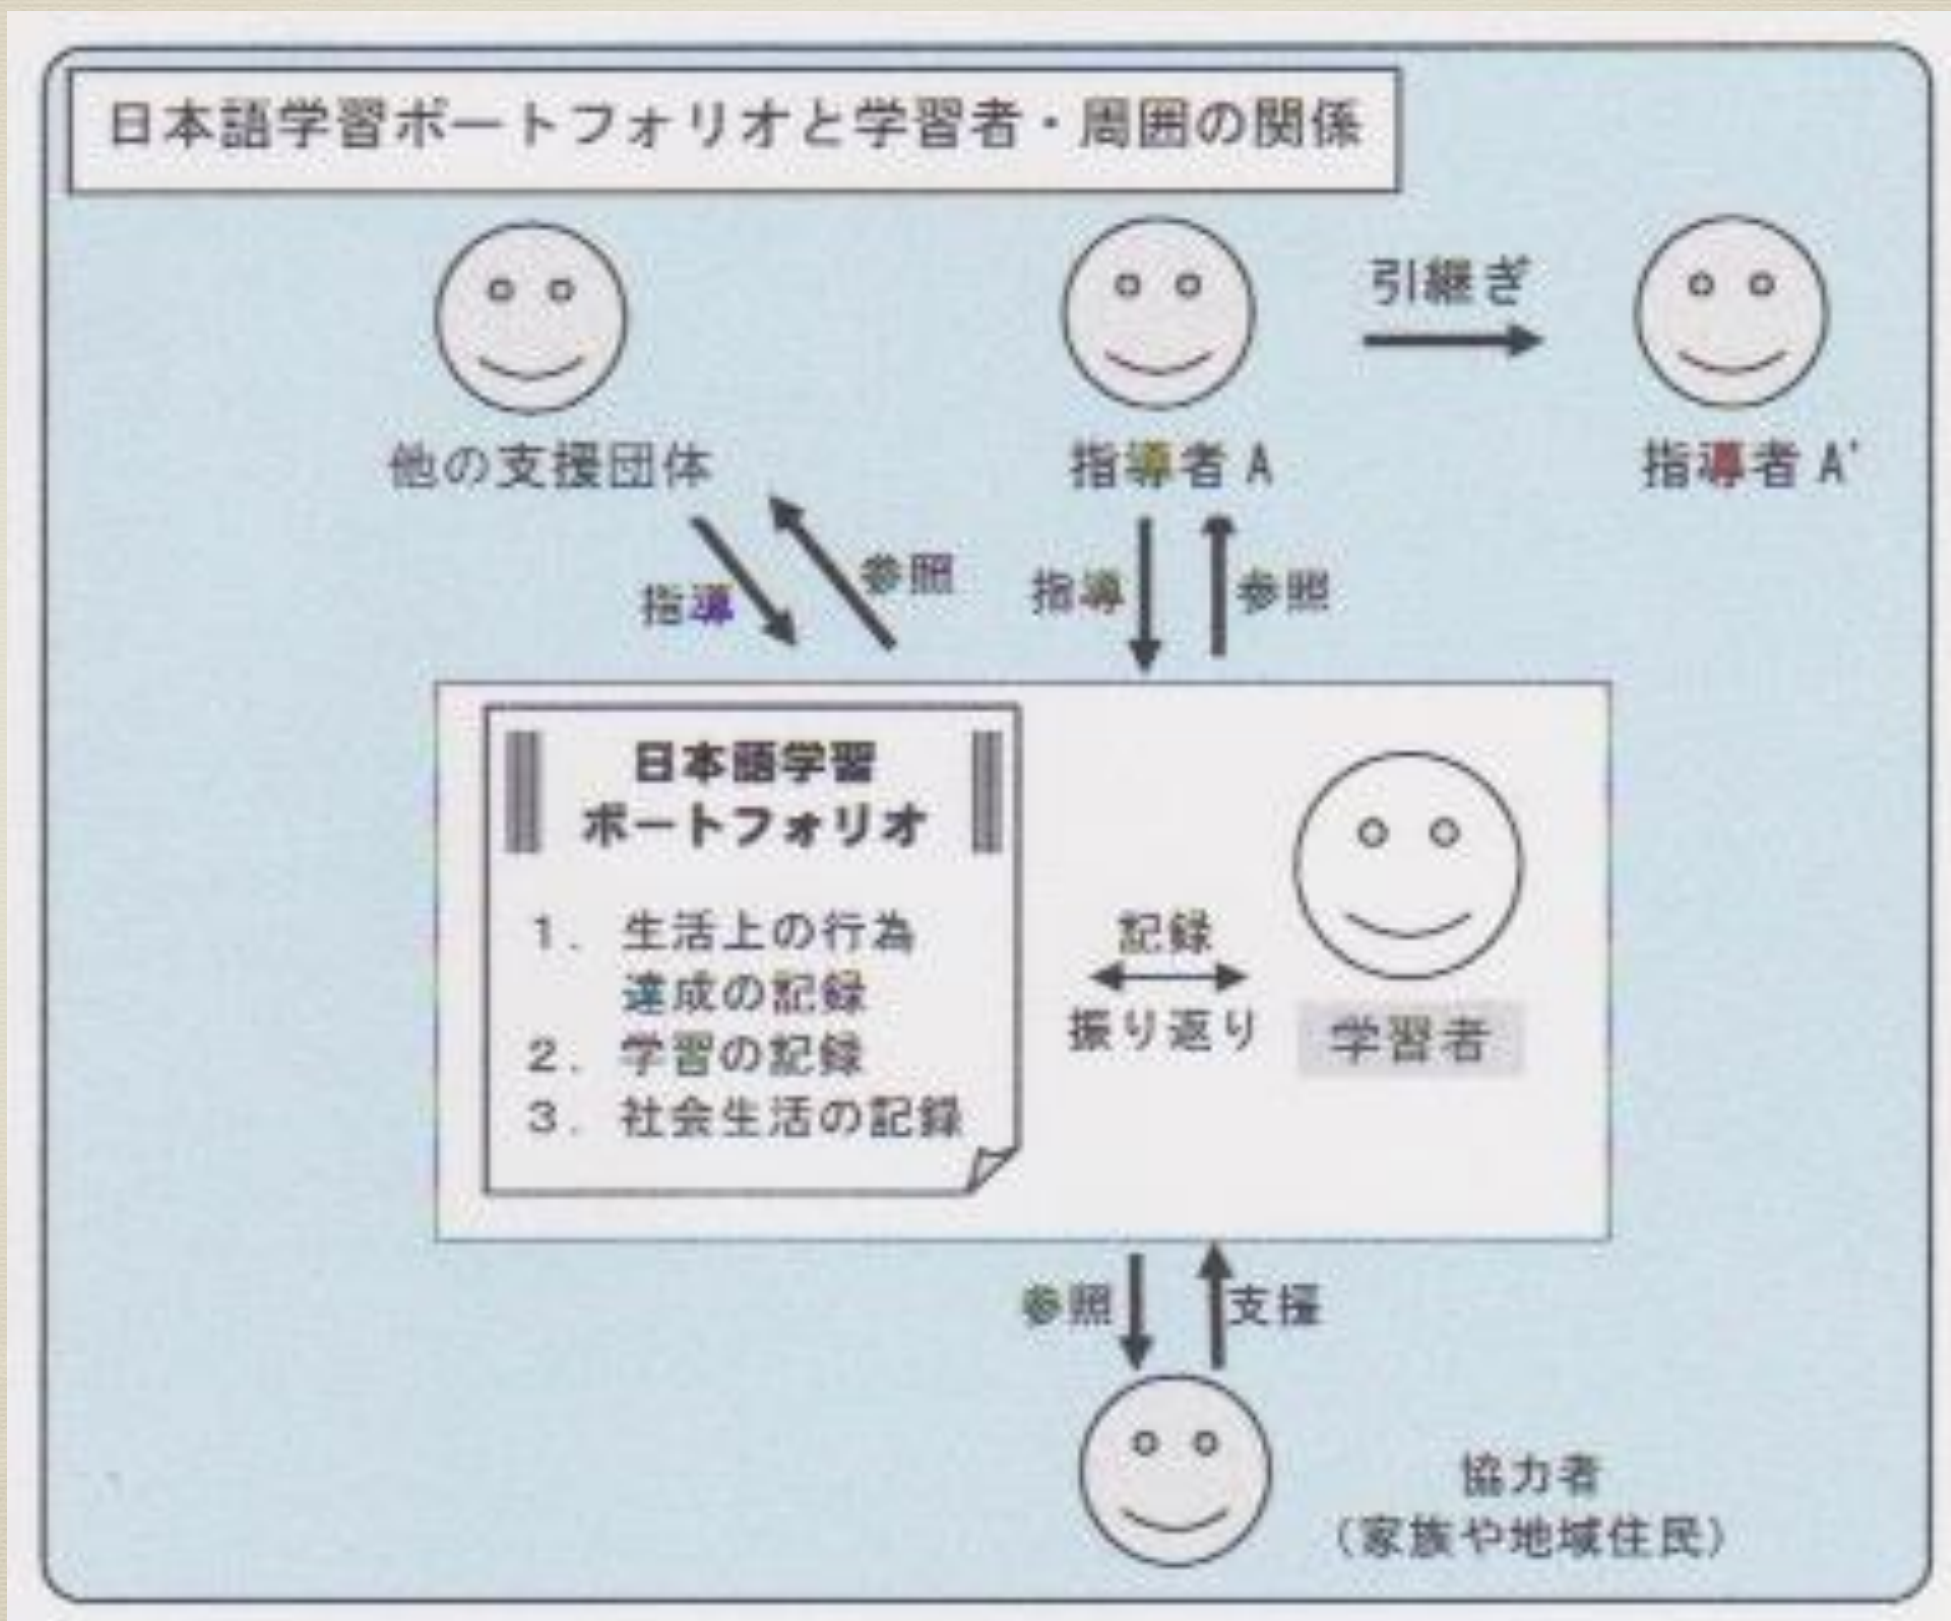 日本語学習ポートフォリオと学習者・周囲の関係
引継ぎ
他の支援団体
指導者 A
指導者 A'
指導
参照
指導
参照
日本語学習
ポートフォリオ
1. 生活上の行為
達成の記録
2. 学習の記録
3. 社会生活の記録
記録
振り返り
学習者
参照
支援
協力者
（家族や地域住民）